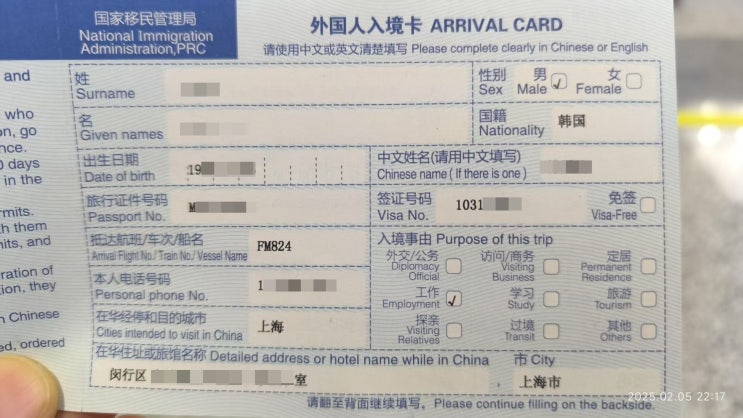 国家移民管理局
National Immigration
Administration,PRC
外国人入境卡 ARRIVAL CARD
请使用中文或英文清楚填写 Please complete clearly in Chinese or English
and
who
on, go
nce.
0 days
in the
rmits.
th them
nits, and
ration of
tion, they
n Chinese
ed, ordered
姓
Surname
性别 男 女
Sex Male ✓ Female
名
Given names
国籍
Nationality 韩国
出生日期
Date of birth 19
中文姓名(请用中文填写)
Chinese name ( If there is one )
旅行证件号码
Passport No. M
签证号码 免签
Visa No. 1031 Visa-Free
抵达航班/车次/船名
Arrival Flight No./ Train No./ Vessel Name FM824
入境事由 Purpose of this trip
外交/公务 访问/商务 定居
Diplomacy Visiting Permanent
Official Business Residence
本人电话号码
Personal phone No. 1
工作 学习 旅游
Employment ✓ Study Tourism
在华经停和目的城市
Cities intended to visit in China 上海
探亲 过境 其他
Visiting Transit Others
Relatives
在华住址或旅馆名称 Detailed address or hotel name while in China 市 City
闵行区 室 上海市
请翻至背面继续填写。Please continue filling on the backside.
2025.02.05 22:17